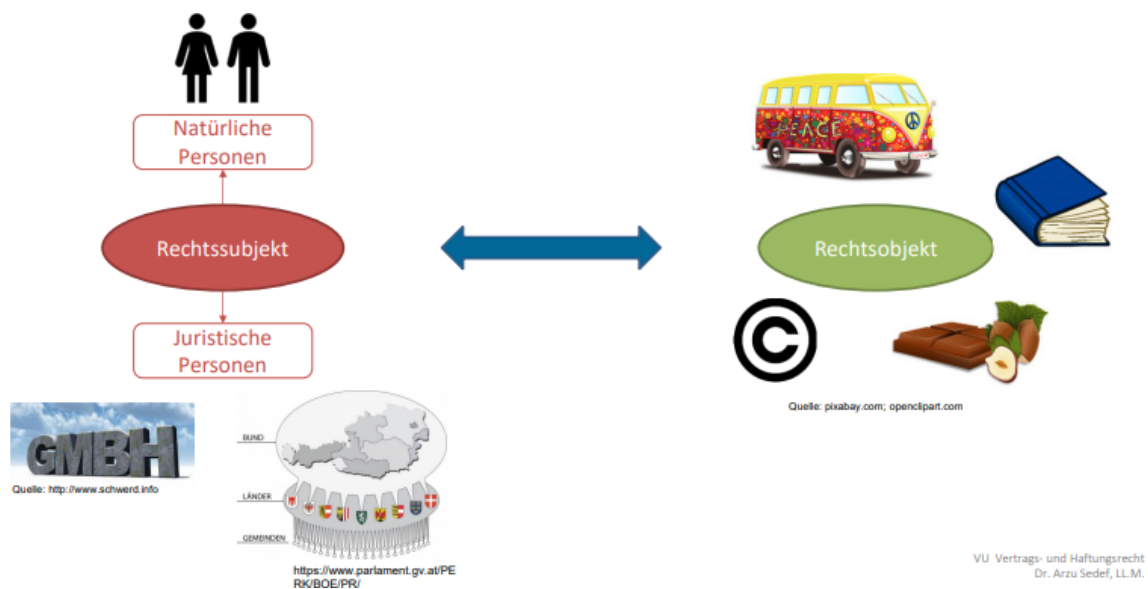 Natürliche
Personen
Rechtssubjekt
Juristische
Personen
GMBH
Quelle: http://www.schwerd.info
BUND
LÄNDER
GEMEINDEN
https://www.parlament.gv.at/PE
RK/BOE/PR/
PEACE
Rechtsobjekt
©
Quelle: pixabay.com; openclipart.com
VU Vertrags- und Haftungsrecht
Dr. Arzu Sedef, LL.M.